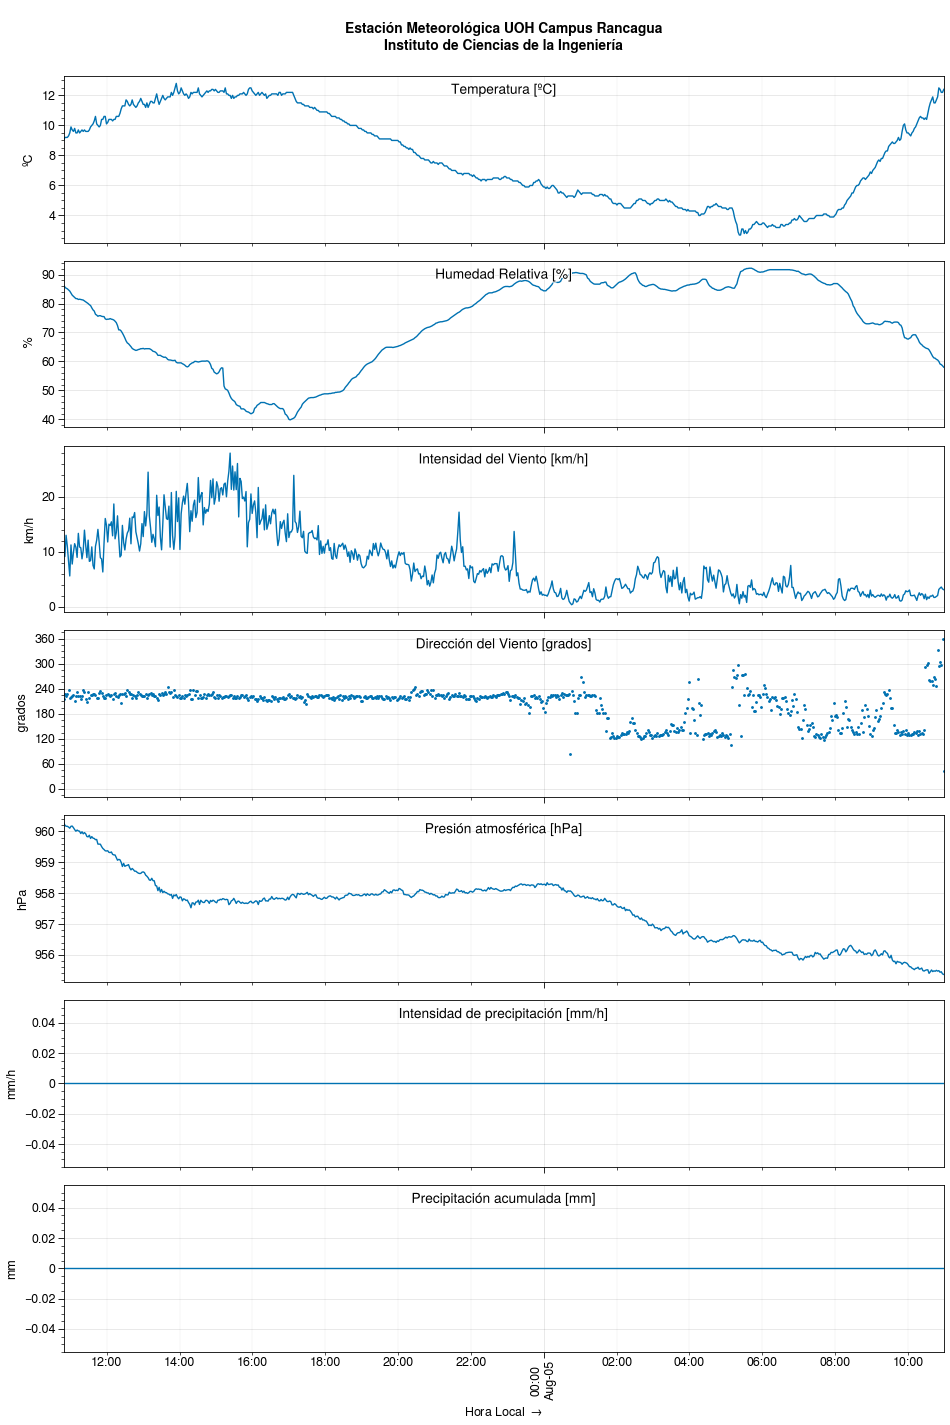 Estación Meteorológica UOH Campus Rancagua
Instituto de Ciencias de la Ingeniería
Temperatura [ºC]
12
10
8
6
4
ºC
Humedad Relativa [%]
90
80
70
60
50
40
%
Intensidad del Viento [km/h]
20
10
0
km/h
Dirección del Viento [grados]
360
300
240
180
120
60
0
grados
Presión atmosférica [hPa]
960
959
958
957
956
hPa
Intensidad de precipitación [mm/h]
0.04
0.02
0
−0.02
−0.04
mm/h
Precipitación acumulada [mm]
0.04
0.02
0
−0.02
−0.04
mm
12:00 14:00 16:00 18:00 20:00 22:00 00:00 02:00 04:00 06:00 08:00 10:00
Aug-05
Hora Local →